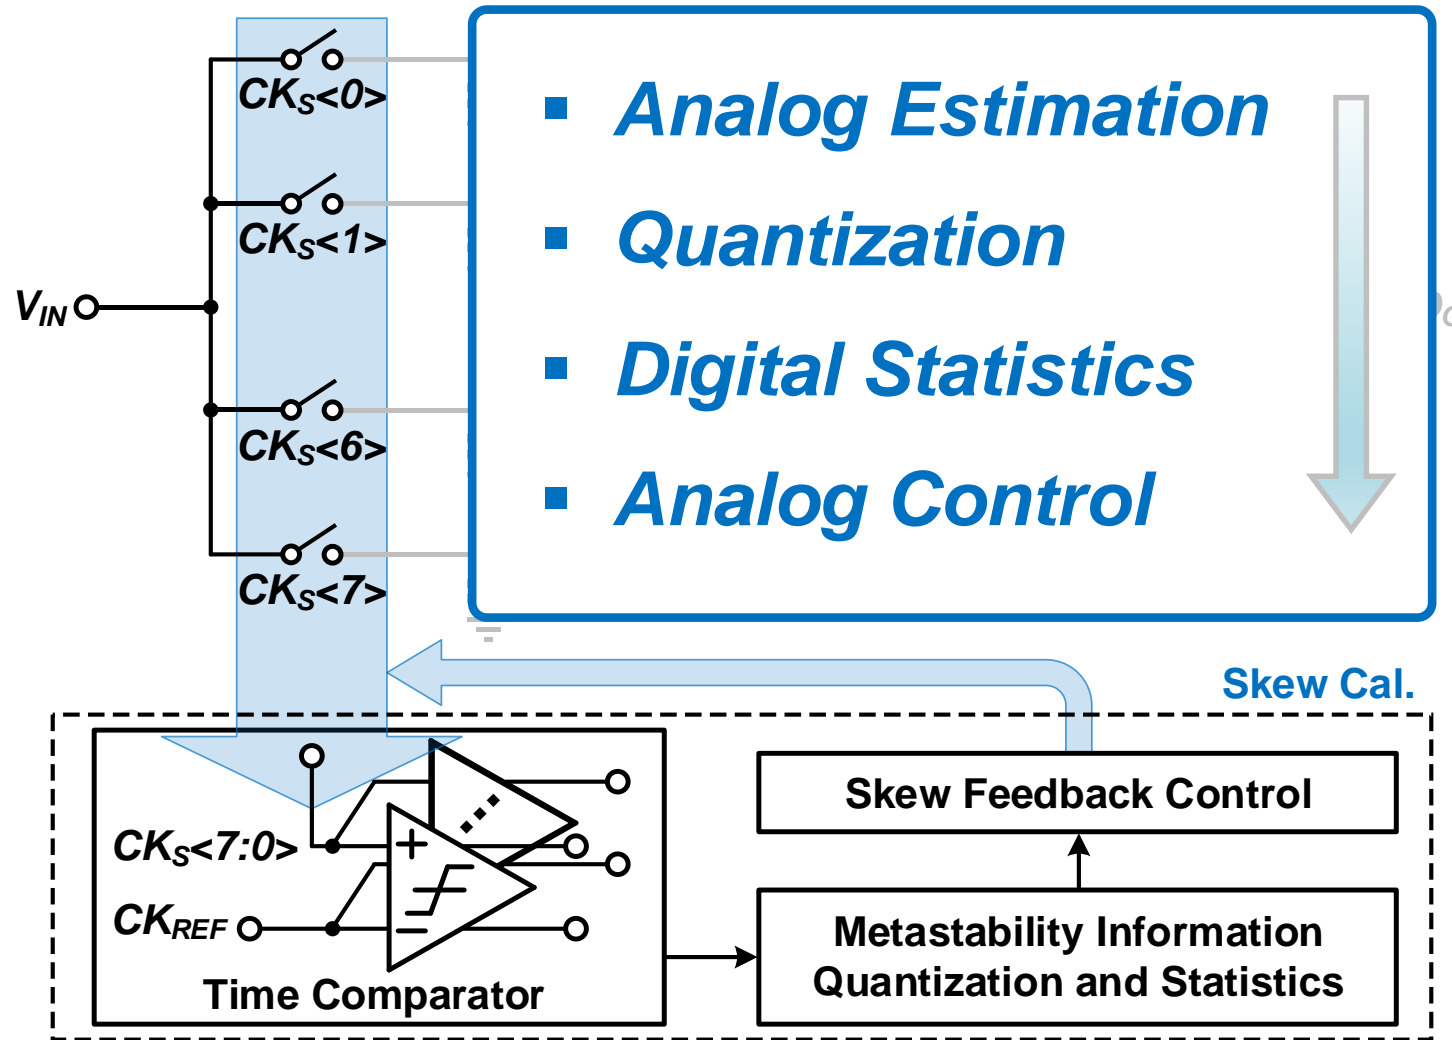 CKS<0>
CKS<1>
VIN
CKS<6>
CKS<7>
▪ Analog Estimation
▪ Quantization
▪ Digital Statistics
▪ Analog Control
Skew Cal.
CKS<7:0>
CKREF
+
−
Time Comparator
Skew Feedback Control
Metastability Information
Quantization and Statistics